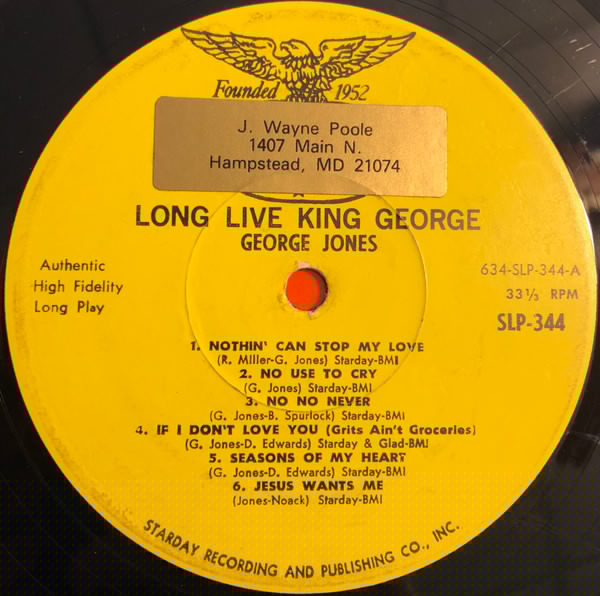 Founded 1952
J. Wayne Poole
1407 Main N.
Hampstead, MD 21074
LONG LIVE KING GEORGE
GEORGE JONES
Authentic
High Fidelity
Long Play
634-SLP-344-A
33⅓ RPM
SLP-344
1. NOTHIN' CAN STOP MY LOVE
(R. Miller-G. Jones) Starday-BMI
2. NO USE TO CRY
(G. Jones) Starday-BMI
3. NO NO NEVER
(G. Jones-B. Spurlock) Starday-BMI
4. IF I DON'T LOVE YOU (Grits Ain't Groceries)
(G. Jones-D. Edwards) Starday & Glad-BMI
5. SEASONS OF MY HEART
(G. Jones-D. Edwards) Starday-BMI
6. JESUS WANTS ME
(Jones-Noack) Starday-BMI
STARDAY RECORDING AND PUBLISHING CO., INC.